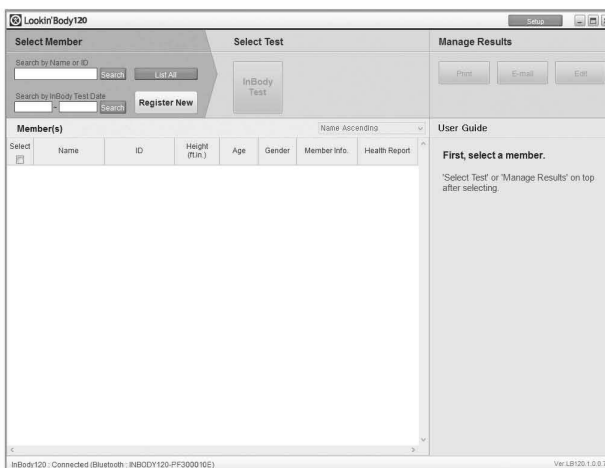 Lookin'Body120
Setup
Select Member
Select Test
Manage Results
Search by Name or ID
Search
List All
Search by InBody Test Date
-
Search
Register New
InBody
Test
Print
E-mail
Edit
Member(s)
Name Ascending
User Guide
Select
Name
ID
Height
(ft.in.)
Age
Gender
Member Info.
Health Report
First, select a member.
'Select Test' or 'Manage Results' on top
after selecting.
InBody120 : Connected (Bluetooth : INBODY120-PF300010E)
Ver.LB120.1.0.0.